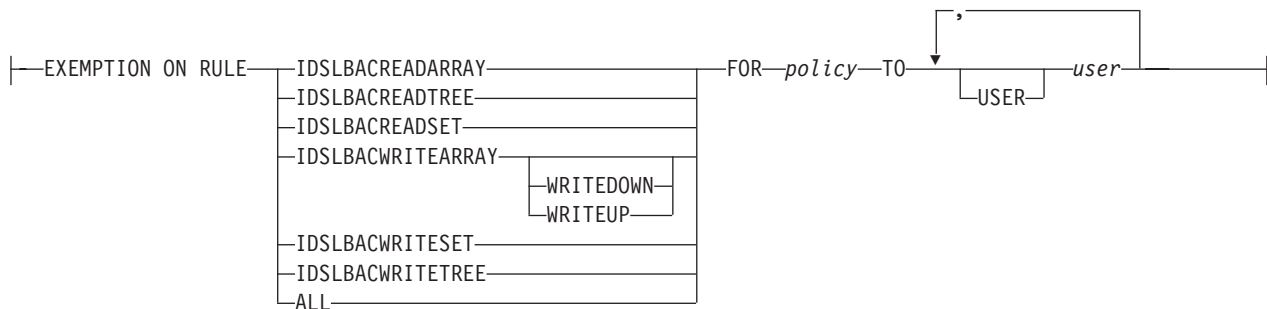 ,
EXEMPTION ON RULE IDSLBACREADARRAY FOR policy TO user
IDSLBACREADTREE USER
IDSLBACREADSET
IDSLBACWRITEARRAY
WRITEDOWN
WRITEUP
IDSLBACWRITESET
IDSLBACWRITETREE
ALL